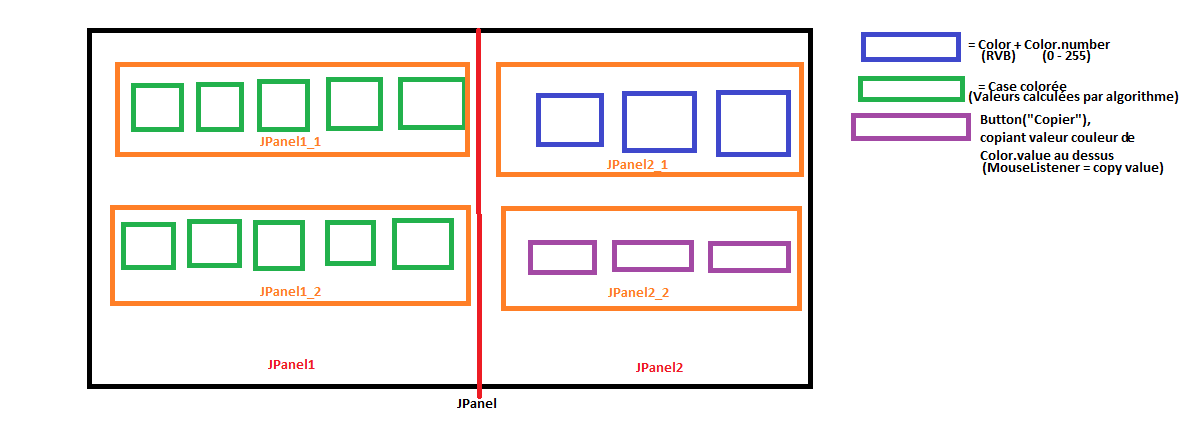 JPanel1_1
JPanel1_2
JPanel1
JPanel2_1
JPanel2_2
JPanel2
JPanel
= Color + Color.number
(RVB) (0 - 255)
= Case colorée
(Valeurs calculées par algorithme)
Button("Copier"),
copiant valeur couleur de
Color.value au dessus
(MouseListener = copy value)